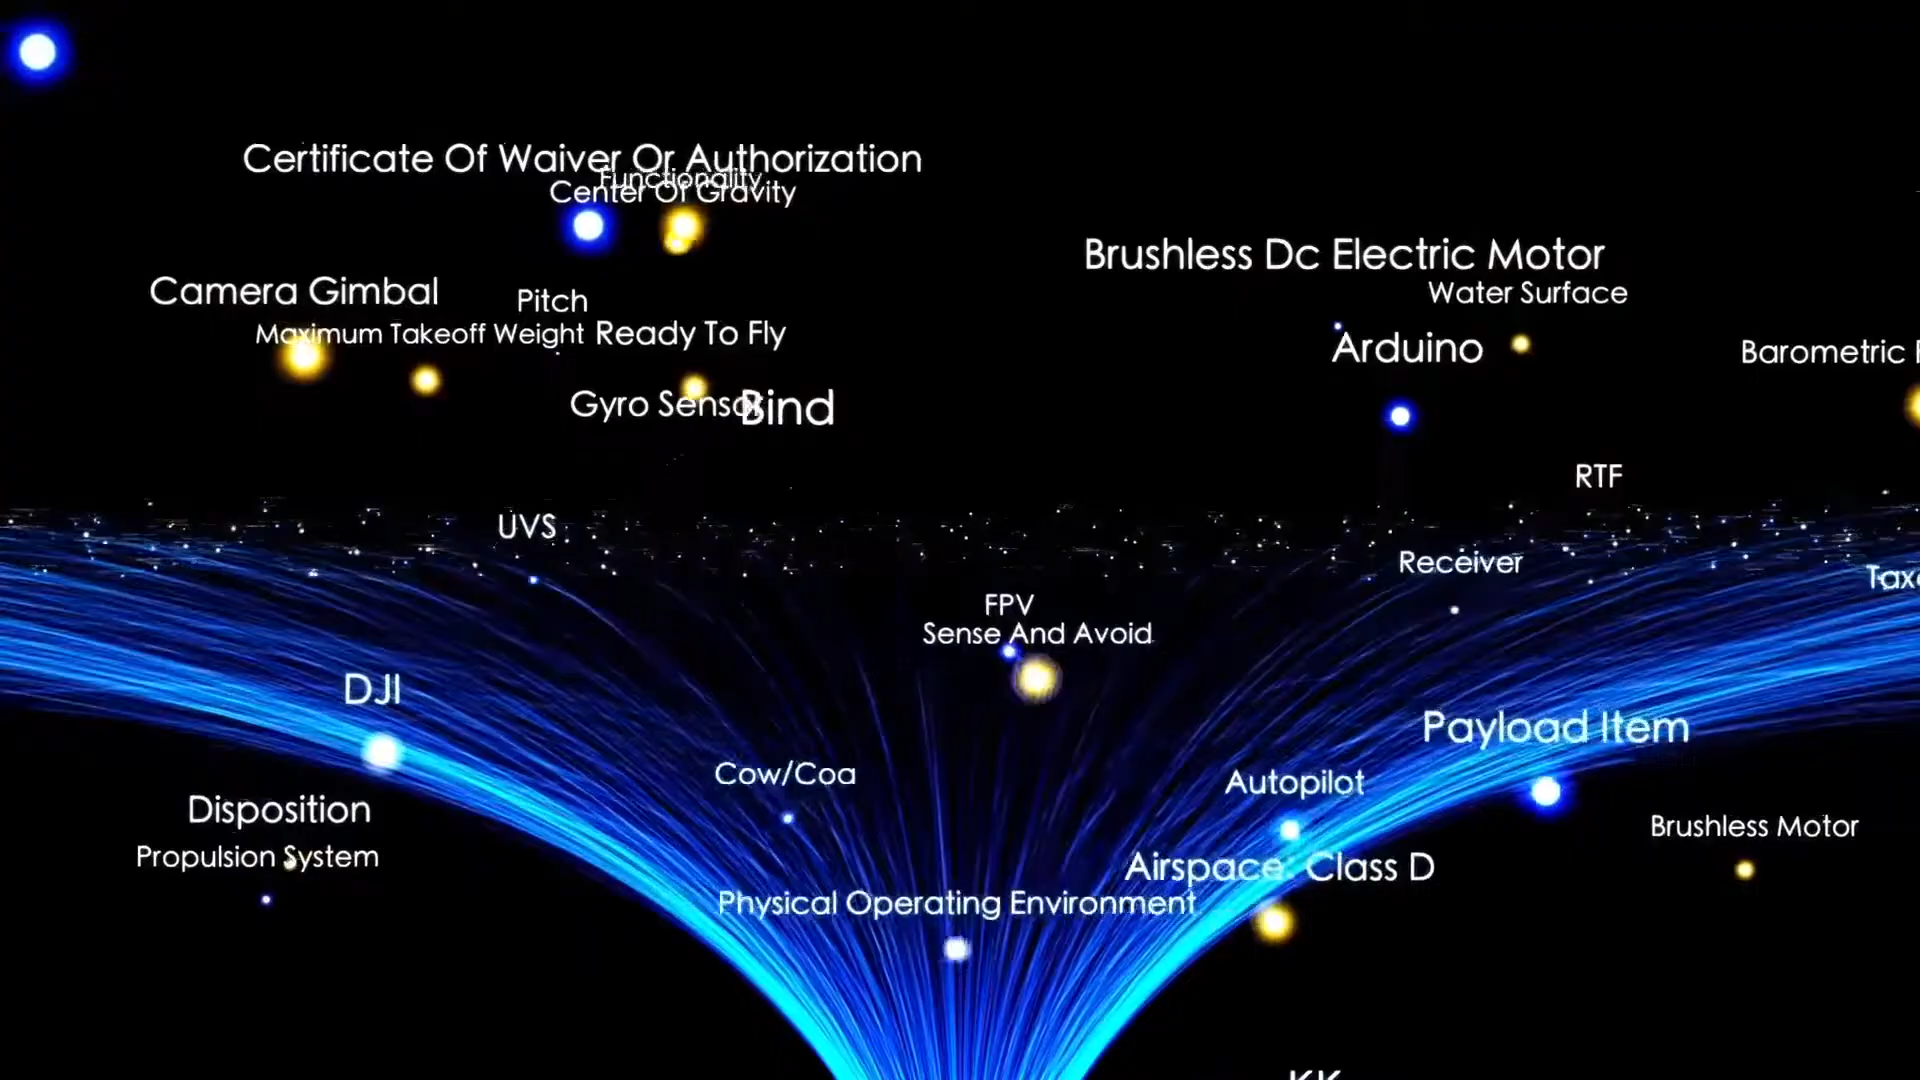 Certificate Of Waiver Or Authorization
Functionality
Center Of Gravity
Brushless Dc Electric Motor
Camera Gimbal
Pitch
Water Surface
Maximum Takeoff Weight
Ready To Fly
Arduino
Barometric
Gyro Sensor
Bind
RTF
UVS
Receiver
FPV
Sense And Avoid
DJI
Payload Item
Cow/Coa
Autopilot
Disposition
Brushless Motor
Propulsion System
Airspace: Class D
Physical Operating Environment